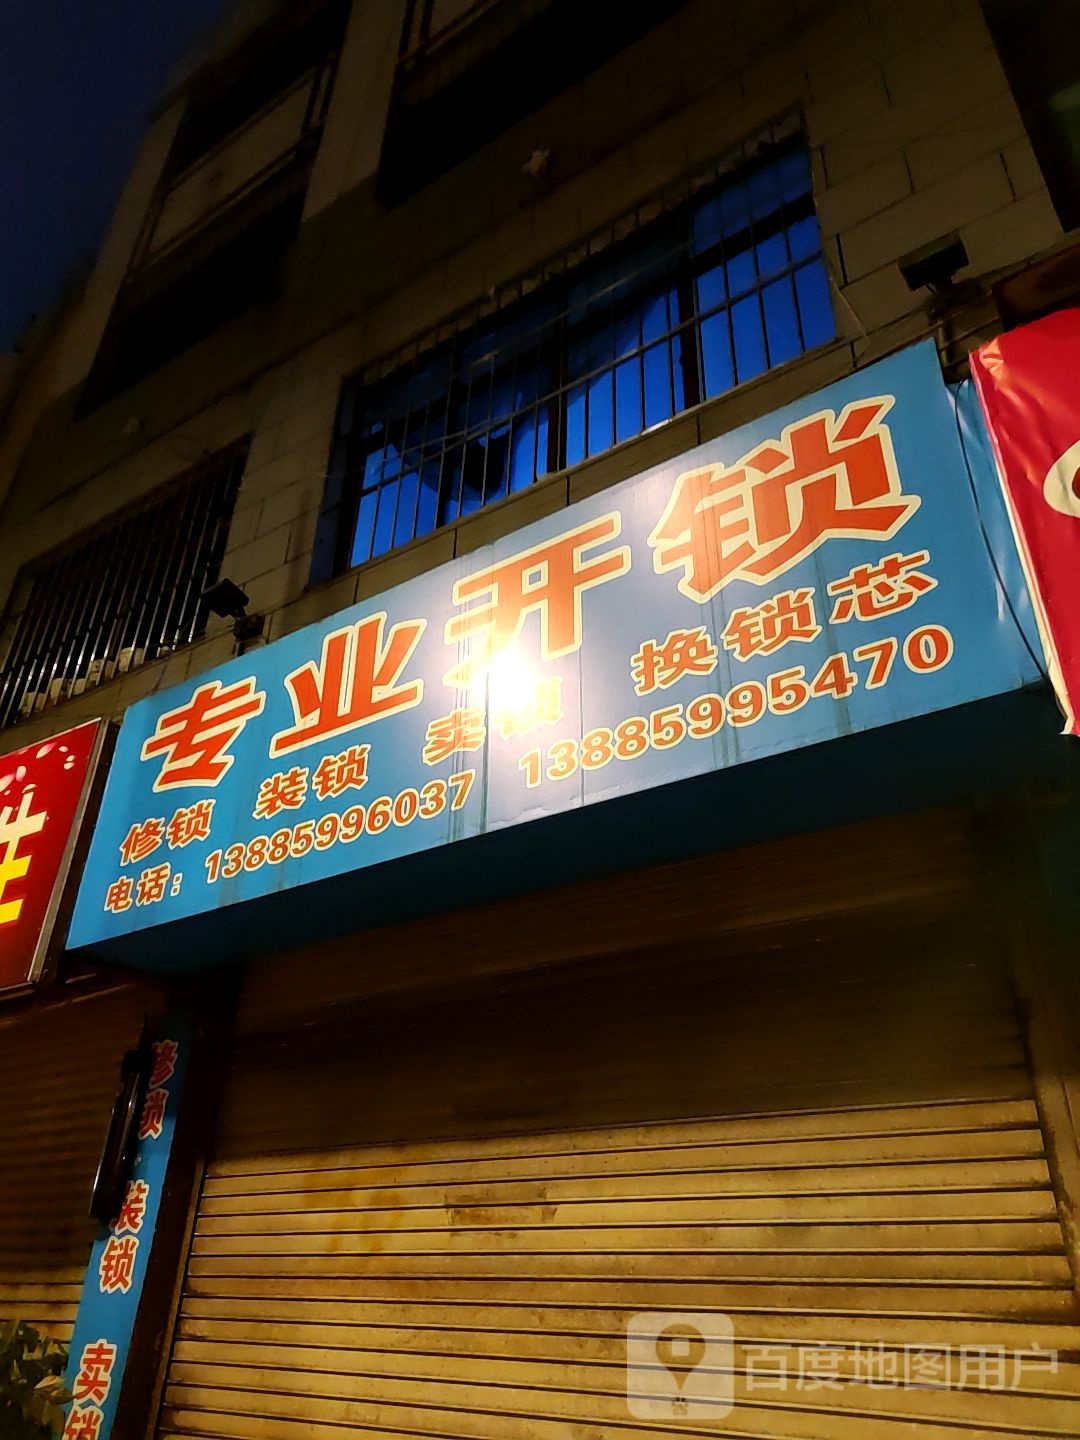 专业开锁
修锁 装锁 卖锁 换锁芯
电话：13885996037 13885995470
修锁 装锁 卖锁
百度地图用户